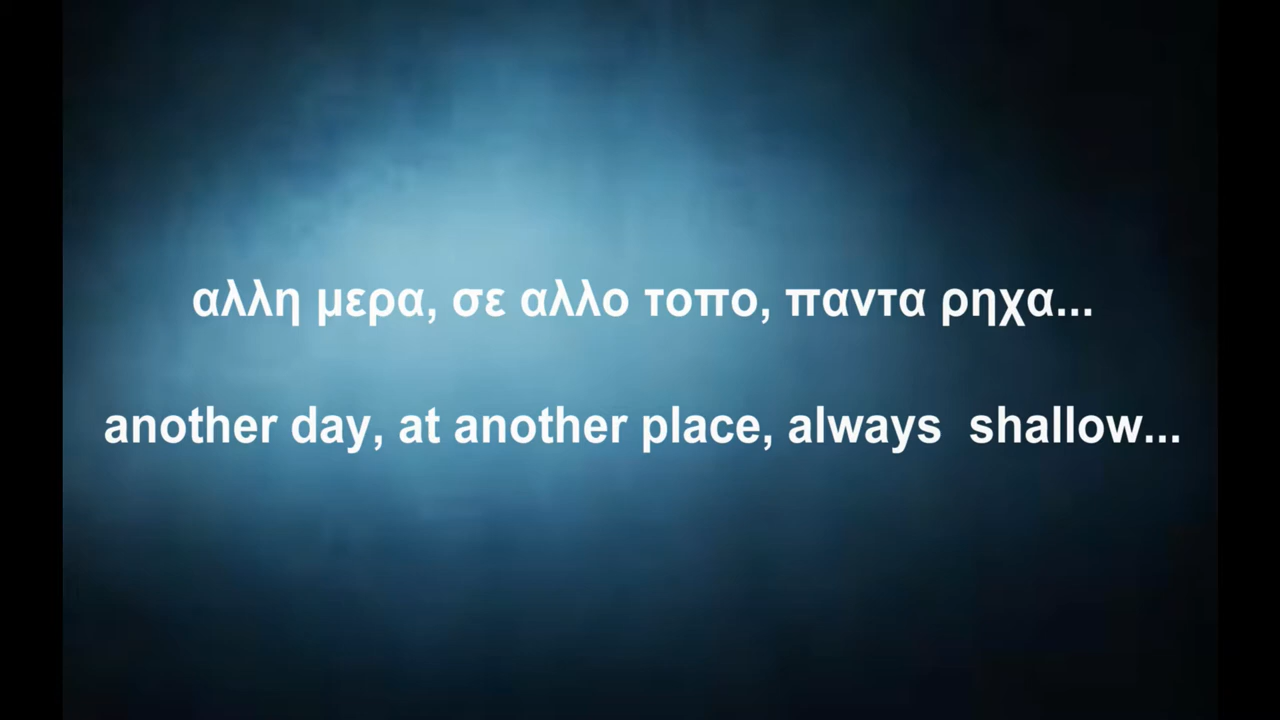 αλλη μερα, σε αλλο τοπο, παντα ρηχα...
another day, at another place, always  shallow...